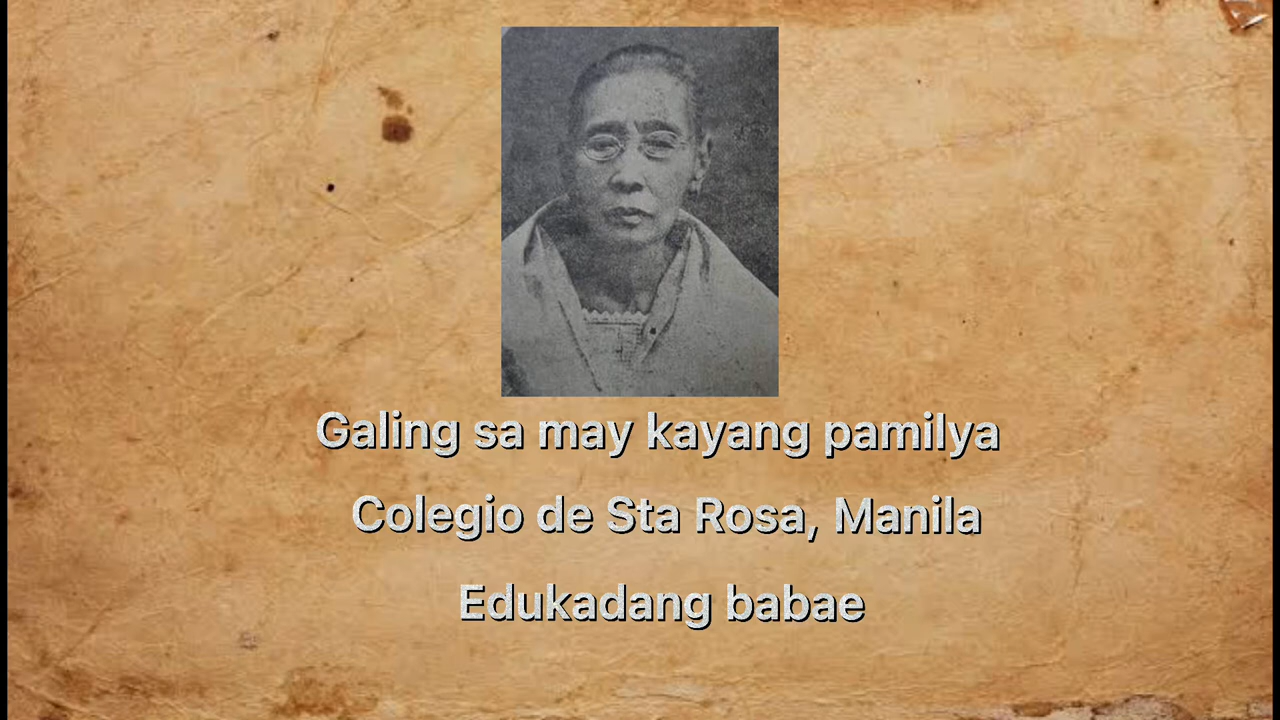 Galing sa may kayang pamilya
Colegio de Sta Rosa, Manila
Edukadang babae